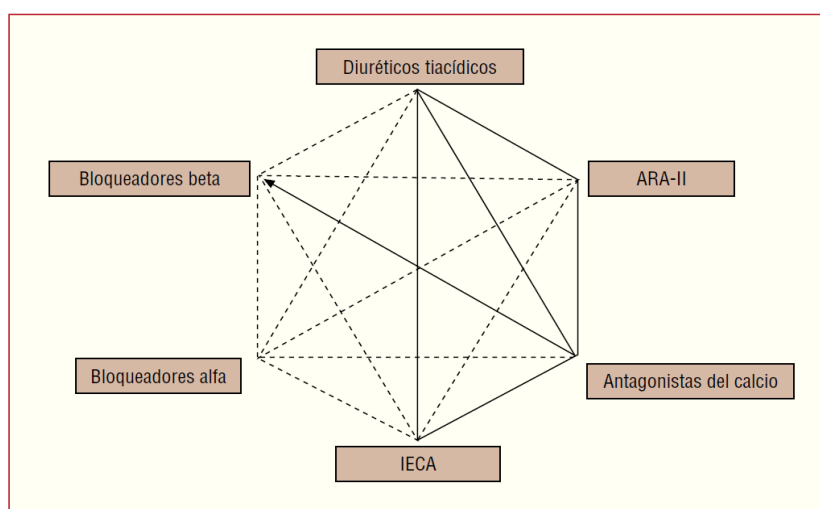 Diuréticos tiacídicos
Bloqueadores beta
ARA-II
Bloqueadores alfa
Antagonistas del calcio
IECA